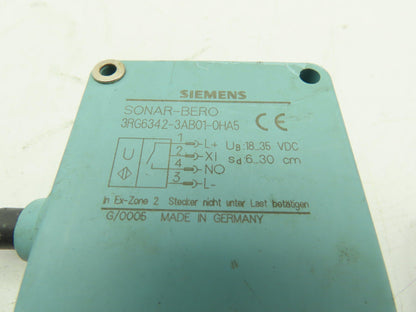 SIEMENS
SONAR-BERO
3RG6342-3AB01-0HA5 CE
1 L+ UB:18..35 VDC
2 XI sd:6..30 cm
U 4 NO
3 L-
In Ex-Zone 2 Stecker nicht unter Last betätigen
G/0005 MADE IN GERMANY